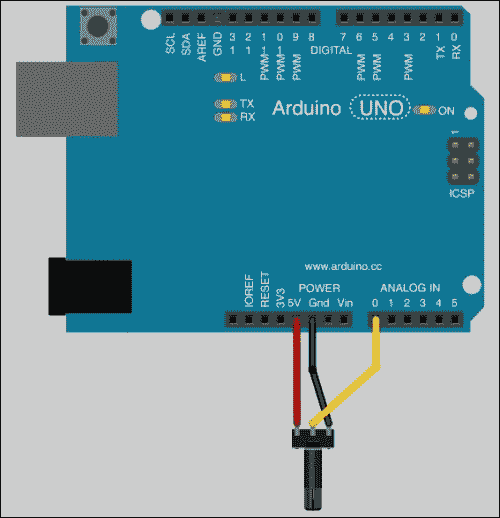 SCL
SDA
AREF
GND
13
12
PWM 11
PWM 10
PWM 9
8
DIGITAL
7
PWM 6
PWM 5
4
PWM 3
2
TX 1
RX 0
L
TX
RX
Arduino UNO
ON
1
ICSP
www.arduino.cc
POWER
ANALOG IN
IOREF
RESET
3V3
5V Gnd Vin
0 1 2 3 4 5